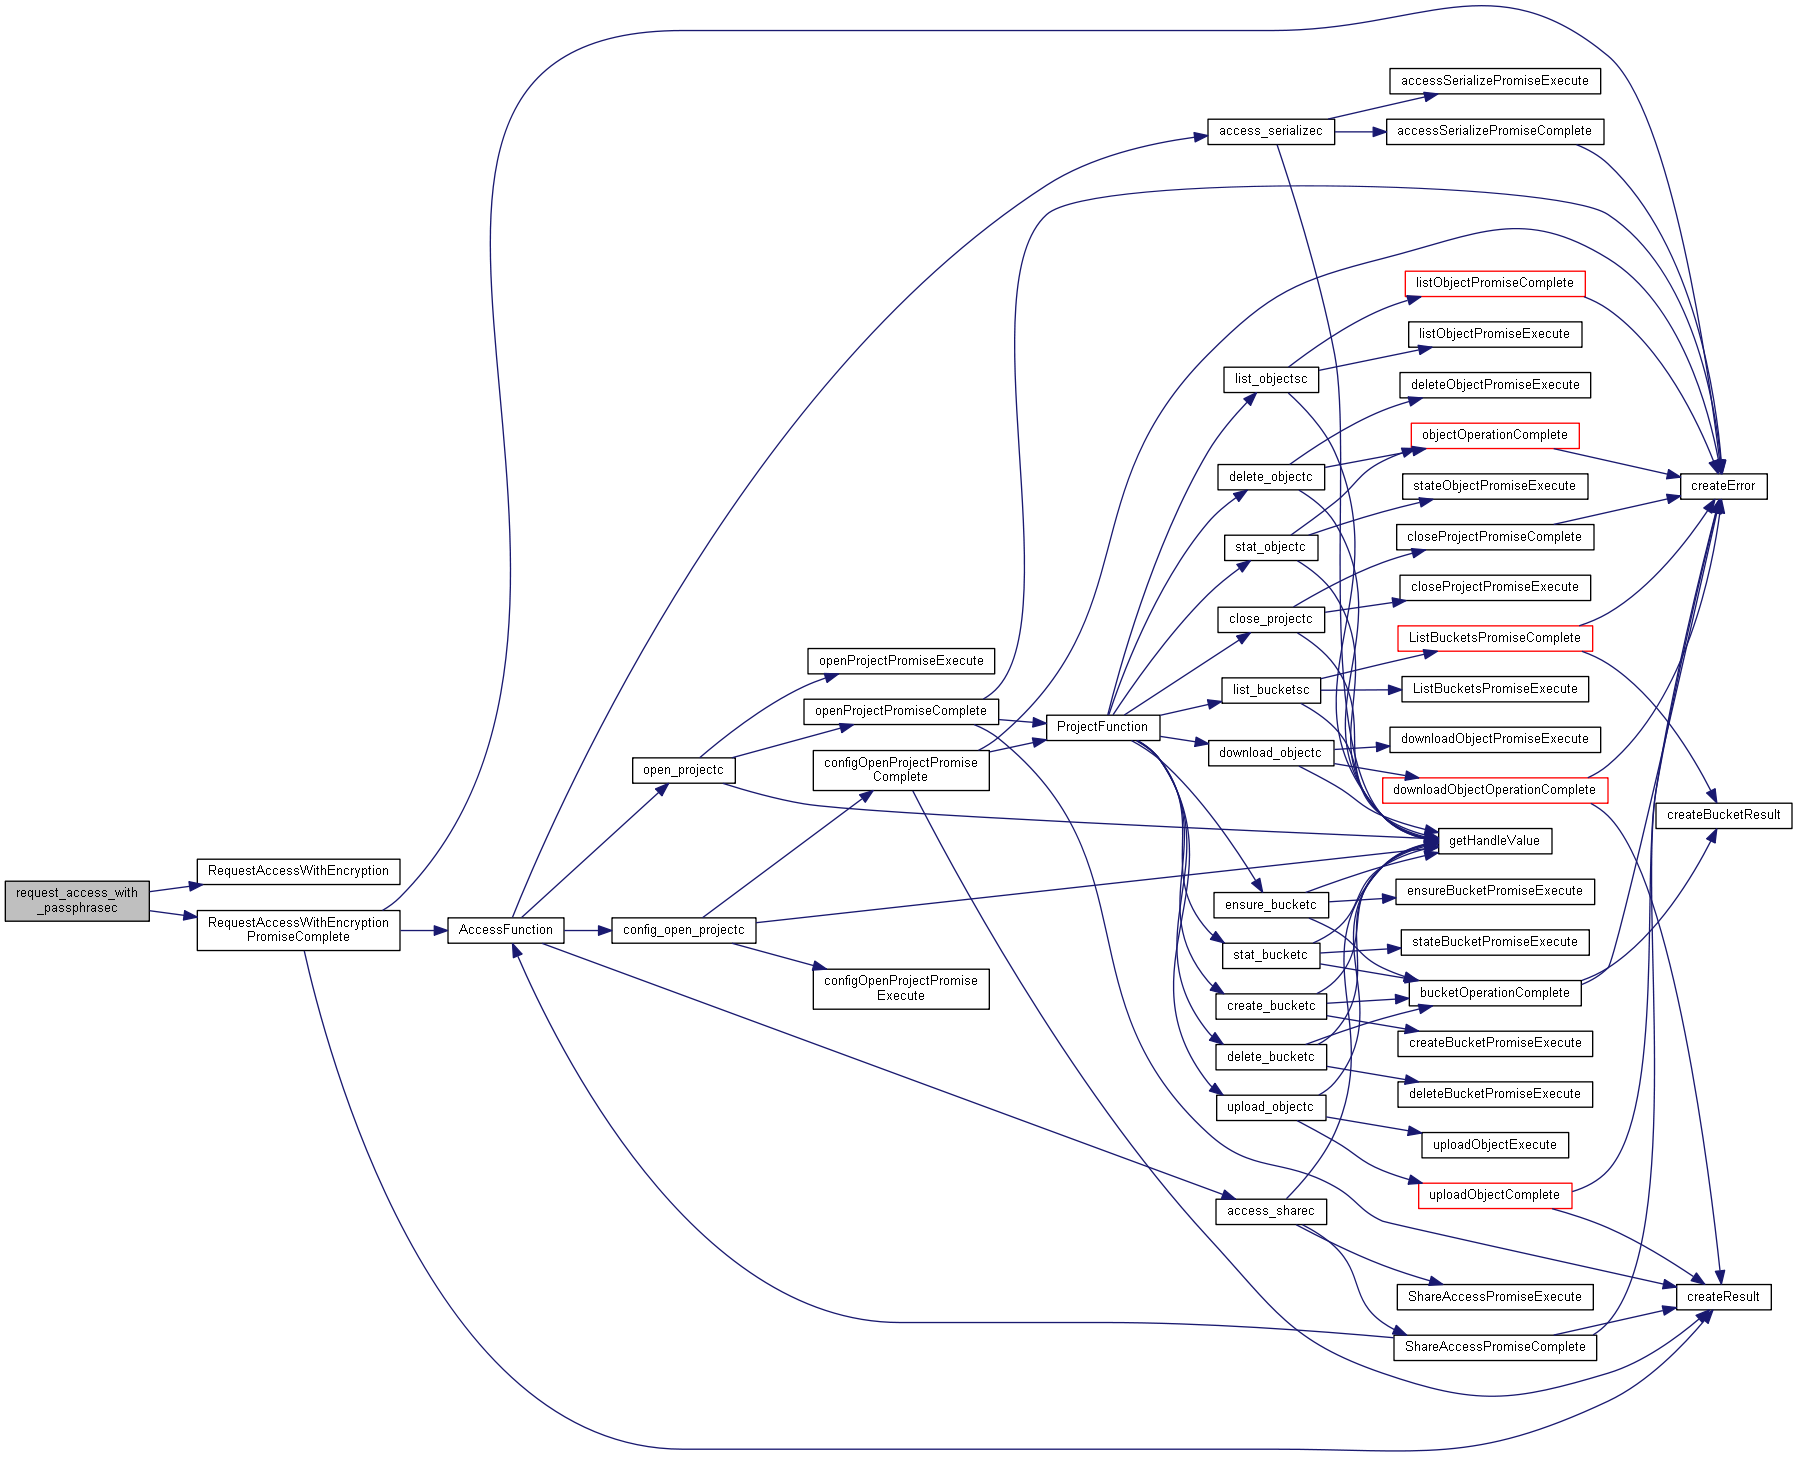 request_access_with
_passphrasec
RequestAccessWithEncryption
RequestAccessWithEncryption
PromiseComplete
AccessFunction
open_projectc
config_open_projectc
openProjectPromiseExecute
openProjectPromiseComplete
configOpenProjectPromise
Complete
configOpenProjectPromise
Execute
ProjectFunction
access_serializec
list_objectsc
delete_objectc
stat_objectc
close_projectc
list_bucketsc
download_objectc
ensure_bucketc
stat_bucketc
create_bucketc
delete_bucketc
upload_objectc
access_sharec
accessSerializePromiseExecute
accessSerializePromiseComplete
listObjectPromiseComplete
listObjectPromiseExecute
deleteObjectPromiseExecute
objectOperationComplete
stateObjectPromiseExecute
closeProjectPromiseComplete
closeProjectPromiseExecute
ListBucketsPromiseComplete
ListBucketsPromiseExecute
downloadObjectPromiseExecute
downloadObjectOperationComplete
getHandleValue
ensureBucketPromiseExecute
stateBucketPromiseExecute
bucketOperationComplete
createBucketPromiseExecute
deleteBucketPromiseExecute
uploadObjectExecute
uploadObjectComplete
ShareAccessPromiseExecute
ShareAccessPromiseComplete
createError
createBucketResult
createResult